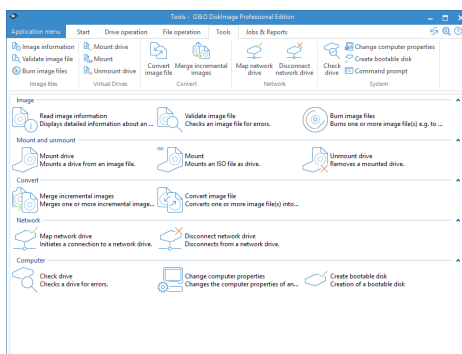 Tools - O&O DiskImage Professional Edition
Application menu Start Drive operation File operation Tools Jobs & Reports
Image information
Validate image file
Burn image files
Image files
Mount drive
Mount
Unmount drive
Virtual Drives
Convert image file
Merge incremental images
Convert
Map network drive
Disconnect network drive
Network
Check drive
Change computer properties
Create bootable disk
Command prompt
System
Image
Read image information
Displays detailed information about an ...
Validate image file
Checks an image file for errors.
Burn image files
Burns one or more image file(s) e.g. to ...
Mount and unmount
Mount drive
Mounts a drive from an image file.
ISO
Mount
Mounts an ISO file as drive.
Unmount drive
Removes a mounted drive.
Convert
Merge incremental images
Merges one or more incremental image...
Convert image file
Converts one or more image file(s) into...
Network
Map network drive
Initiates a connection to a network drive.
Disconnect network drive
Disconnects from a network drive.
Computer
Check drive
Checks a drive for errors.
Change computer properties
Changes the computer properties of an...
Create bootable disk
Creation of a bootable disk